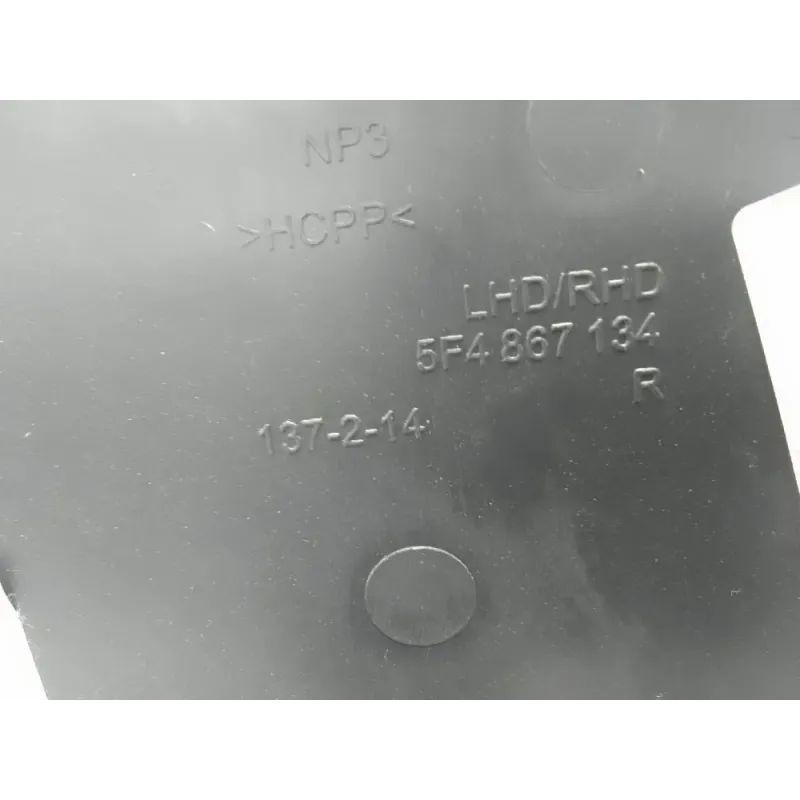 NP3
>HCPP<
LHD/RHD
5F4 867 134
R
137-2-14